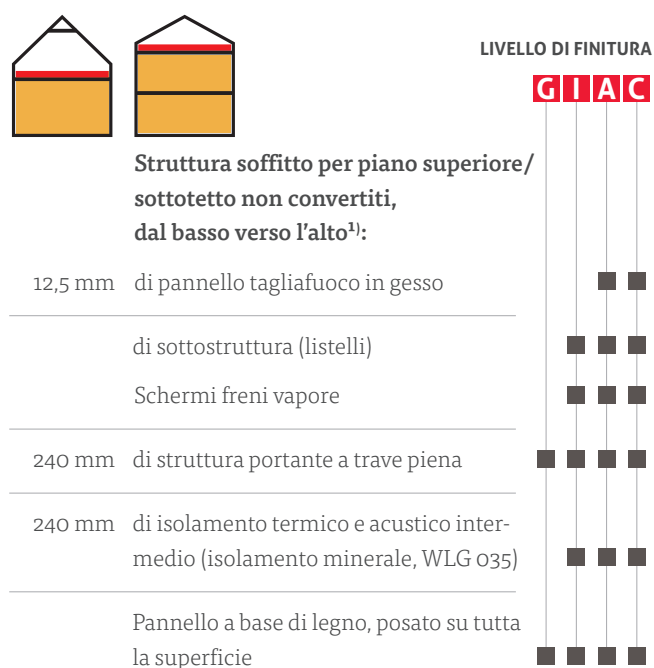 LIVELLO DI FINITURA
G I A C
Struttura soffitto per piano superiore/
sottotetto non convertiti,
dal basso verso l'alto¹⁾:
12,5 mm di pannello tagliafuoco in gesso
di sottostruttura (listelli)
Schermi freni vapore
240 mm di struttura portante a trave piena
240 mm di isolamento termico e acustico inter-
medio (isolamento minerale, WLG 035)
Pannello a base di legno, posato su tutta
la superficie